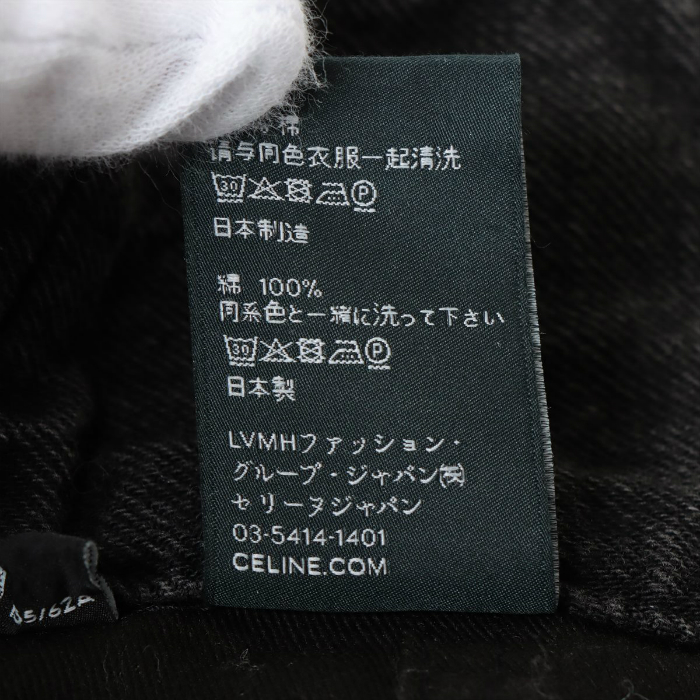 棉
请与同色衣服一起清洗
30 P
日本制造
綿 100%
同系色と一緒に洗って下さい
30 P
日本製
LVMHファッション・
グループ・ジャパン㈱
セリーヌジャパン
03-5414-1401
CELINE.COM